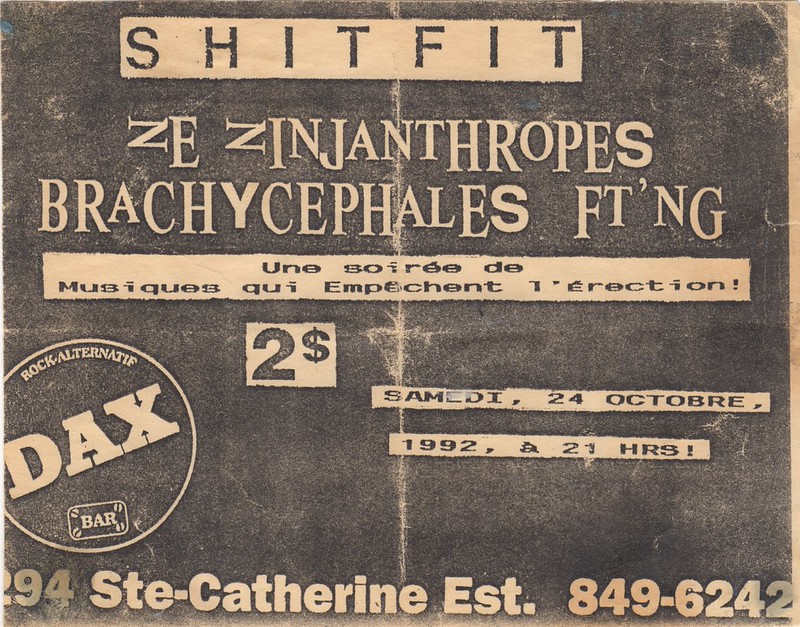 SHITFIT
ZE ZINJANTHROPES
BRACHYCEPHALES FT'NG
Une soirée de
Musiques qui Empêchent l'Érection!
2$
SAMEDI, 24 OCTOBRE,
1992, à 21 HRS!
ROCK-ALTERNATIF
DAX
BAR
294 Ste-Catherine Est. 849-6242